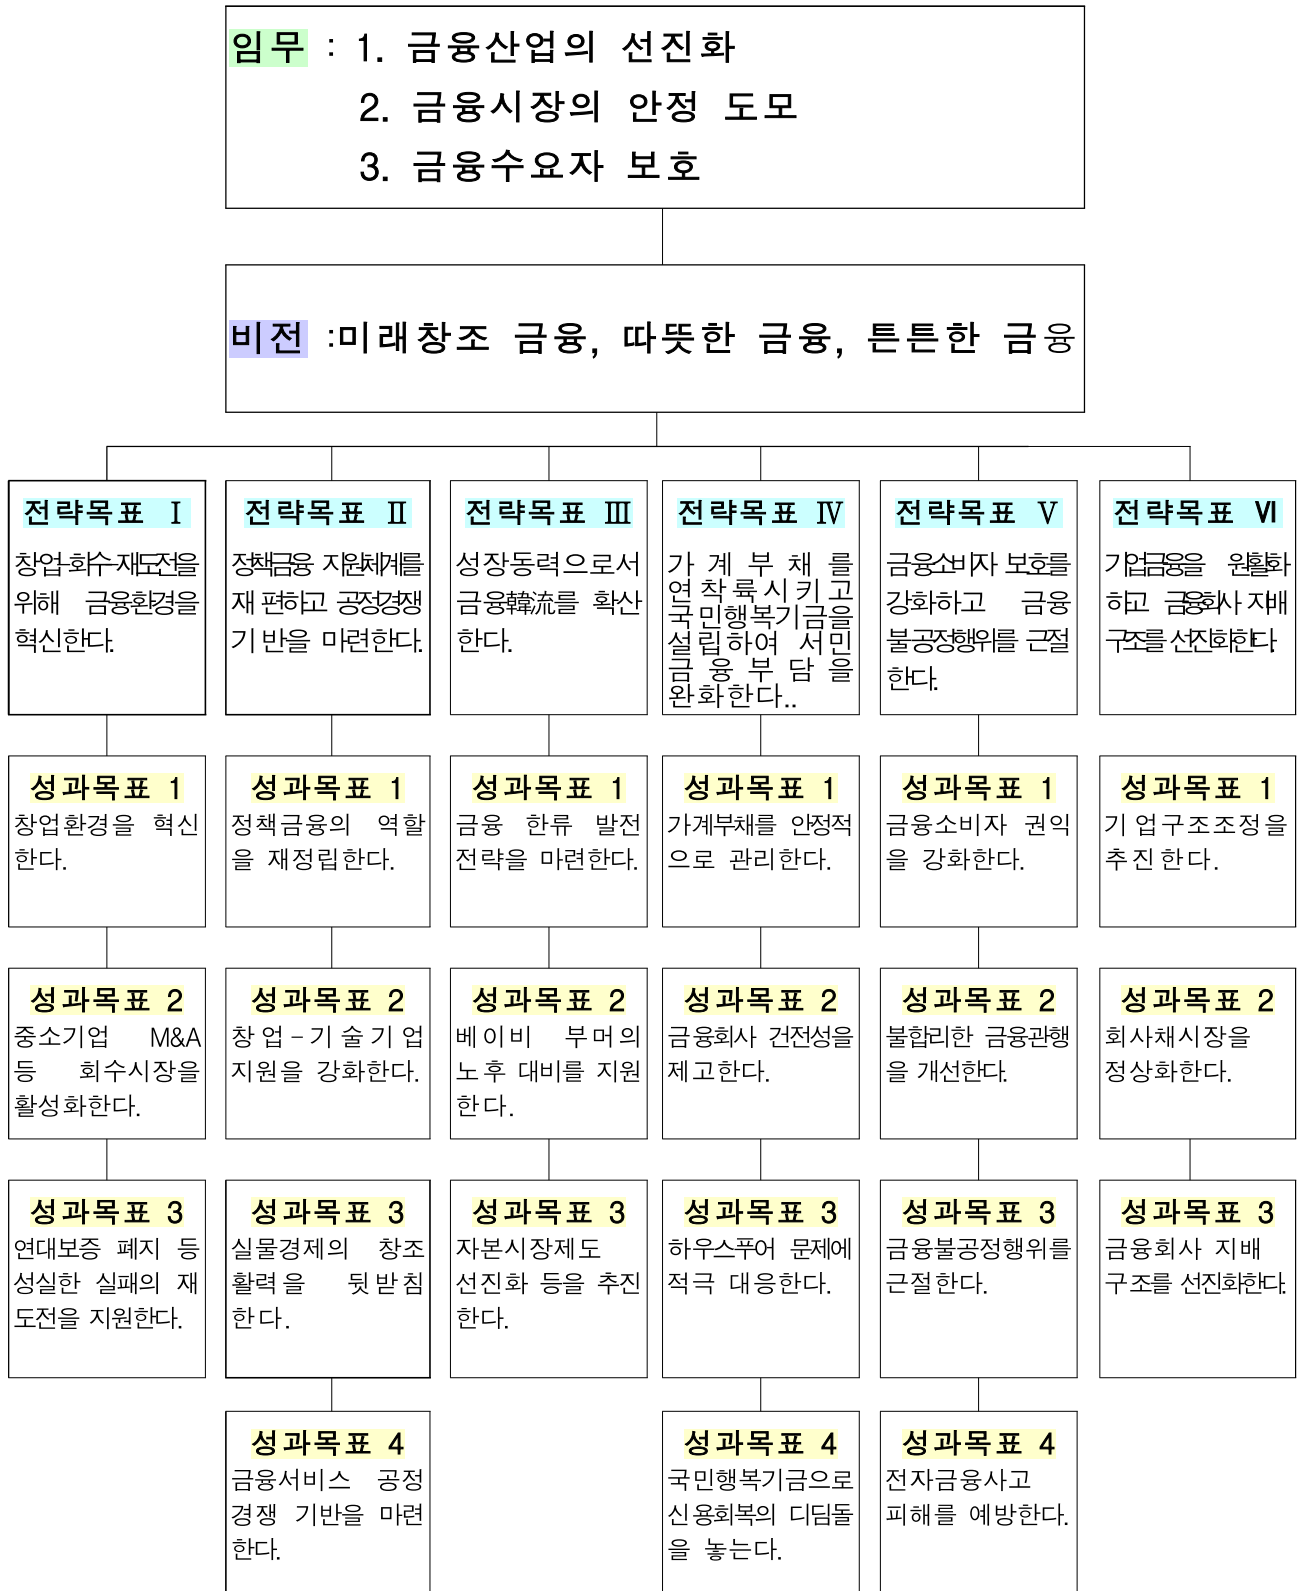 임무 : 1. 금융산업의 선진화
2. 금융시장의 안정 도모
3. 금융수요자 보호
비전 :미래창조 금융, 따뜻한 금융, 튼튼한 금융
전략목표 Ⅰ
창업-회수-재도전을
위해 금융환경을
혁신한다.
전략목표 Ⅱ
정책금융 지원체계를
재편하고 공정경쟁
기반을 마련한다.
전략목표 Ⅲ
성장동력으로서
금융韓流를 확산
한다.
전략목표 Ⅳ
가계부채를
연착륙시키고
국민행복기금을
설립하여 서민
금융부담을
완화한다..
전략목표 Ⅴ
금융소비자 보호를
강화하고 금융
불공정행위를 근절
한다.
전략목표 Ⅵ
기업금융을 원활화
하고 금융회사 지배
구조를 선진화한다.
성과목표 1
창업환경을 혁신
한다.
성과목표 1
정책금융의 역할
을 재정립한다.
성과목표 1
금융 한류 발전
전략을 마련한다.
성과목표 1
가계부채를 안정적
으로 관리한다.
성과목표 1
금융소비자 권익
을 강화한다.
성과목표 1
기업구조조정을
추진한다.
성과목표 2
중소기업 M&A
등 회수시장을
활성화한다.
성과목표 2
창업-기술기업
지원을 강화한다.
성과목표 2
베이비 부머의
노후 대비를 지원
한다.
성과목표 2
금융회사 건전성을
제고한다.
성과목표 2
불합리한 금융관행
을 개선한다.
성과목표 2
회사채시장을
정상화한다.
성과목표 3
연대보증 폐지 등
성실한 실패의 재
도전을 지원한다.
성과목표 3
실물경제의 창조
활력을 뒷받침
한다.
성과목표 3
자본시장제도
선진화 등을 추진
한다.
성과목표 3
하우스푸어 문제에
적극 대응한다.
성과목표 3
금융불공정행위를
근절한다.
성과목표 3
금융회사 지배
구조를 선진화한다.
성과목표 4
금융서비스 공정
경쟁 기반을 마련
한다.
성과목표 4
국민행복기금으로
신용회복의 디딤돌
을 놓는다.
성과목표 4
전자금융사고
피해를 예방한다.